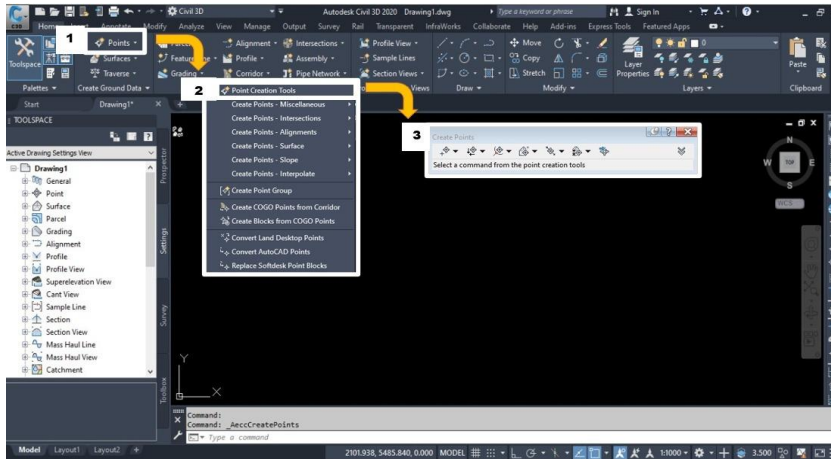 Civil 3D
Autodesk Civil 3D 2020 Drawing1.dwg
Type a keyword or phrase
Sign In
C3D
Home Insert Annotate Modify Analyze View Manage Output Survey Rail Transparent InfraWorks Collaborate Help Add-ins Express Tools Featured Apps
1
Points
Parcel
Alignment
Intersections
Profile View
Move
Toolspace
Surfaces
Feature Line
Profile
Assembly
Sample Lines
Copy
Layer Properties
0
Paste
Traverse
Grading
Corridor
Pipe Network
Section Views
Stretch
Palettes
Create Ground Data
Views
Draw
Modify
Layers
Clipboard
Start
Drawing1*
TOOLSPACE
Active Drawing Settings View
Drawing1
General
Point
Surface
Parcel
Grading
Alignment
Profile
Profile View
Superelevation View
Cant View
Sample Line
Section
Section View
Mass Haul Line
Mass Haul View
Catchment
Prospector
Settings
Survey
Toolbox
2
Point Creation Tools
Create Points - Miscellaneous
Create Points - Intersections
Create Points - Alignments
Create Points - Surface
Create Points - Slope
Create Points - Interpolate
Create Point Group
Create COGO Points from Corridor
Create Blocks from COGO Points
Convert Land Desktop Points
Convert AutoCAD Points
Replace Softdesk Point Blocks
3
Create Points
Select a command from the point creation tools
N
W
TOP
E
S
WCS
Y
X
Command:
Command: _AeccCreatePoints
Type a command
Model Layout1 Layout2 +
2101.938, 5485.840, 0.000 MODEL
1:1000
3.500